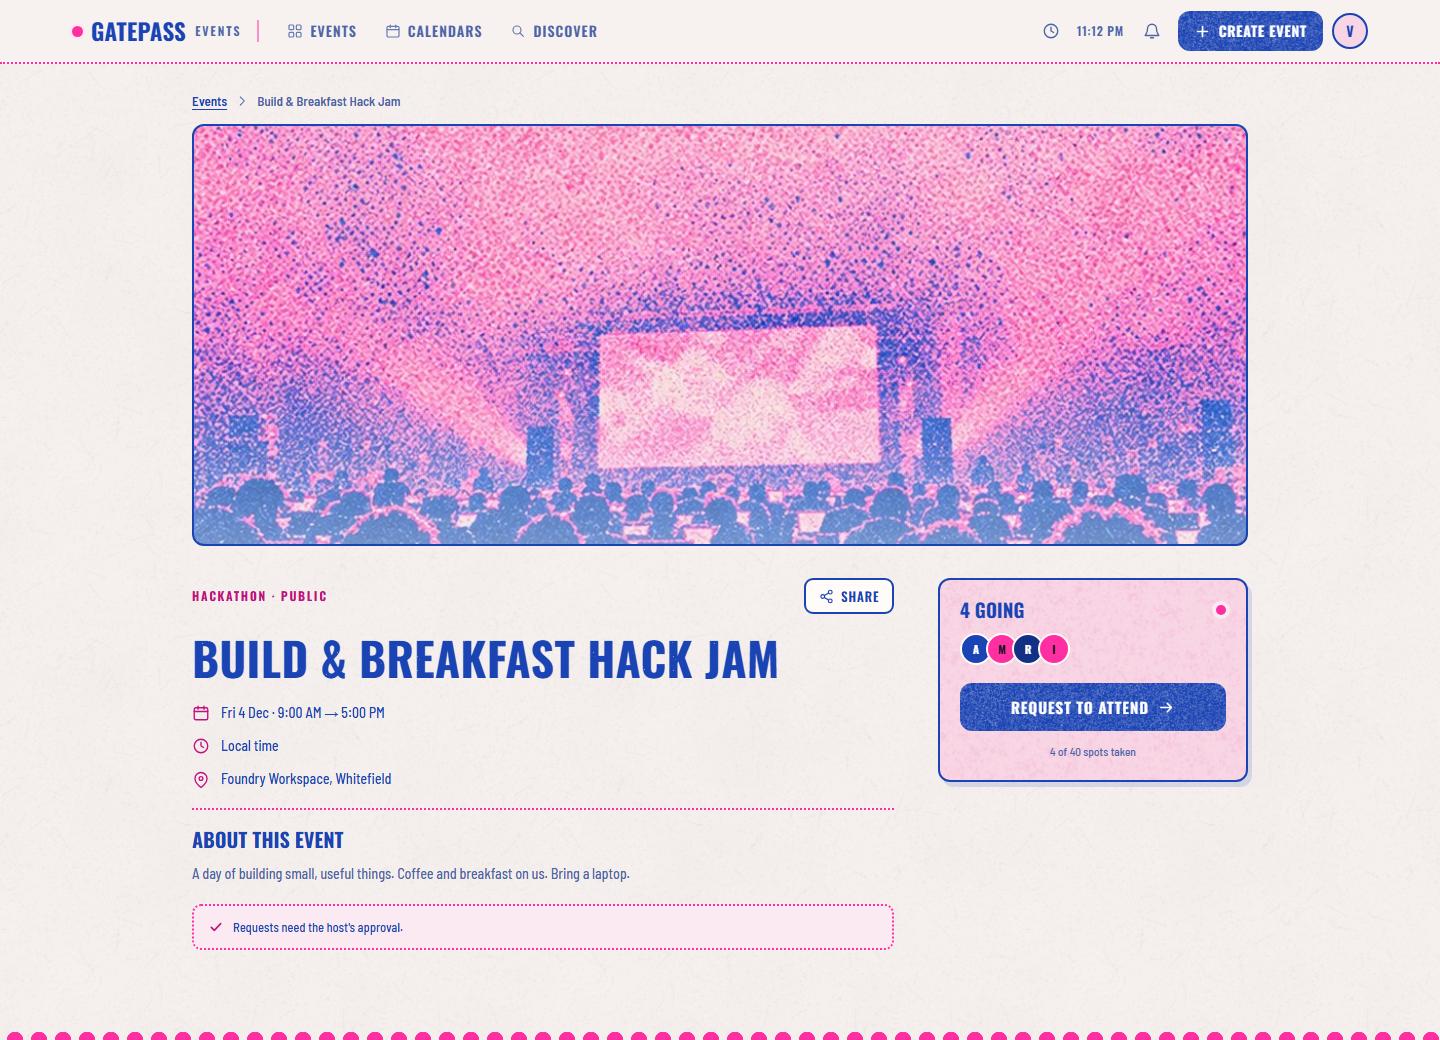 GATEPASS EVENTS
EVENTS
CALENDARS
DISCOVER
11:12 PM
CREATE EVENT
V
Events
Build & Breakfast Hack Jam
HACKATHON · PUBLIC
SHARE
BUILD & BREAKFAST HACK JAM
Fri 4 Dec · 9:00 AM → 5:00 PM
Local time
Foundry Workspace, Whitefield
4 GOING
A M R I
REQUEST TO ATTEND →
4 of 40 spots taken
ABOUT THIS EVENT
A day of building small, useful things. Coffee and breakfast on us. Bring a laptop.
Requests need the host's approval.